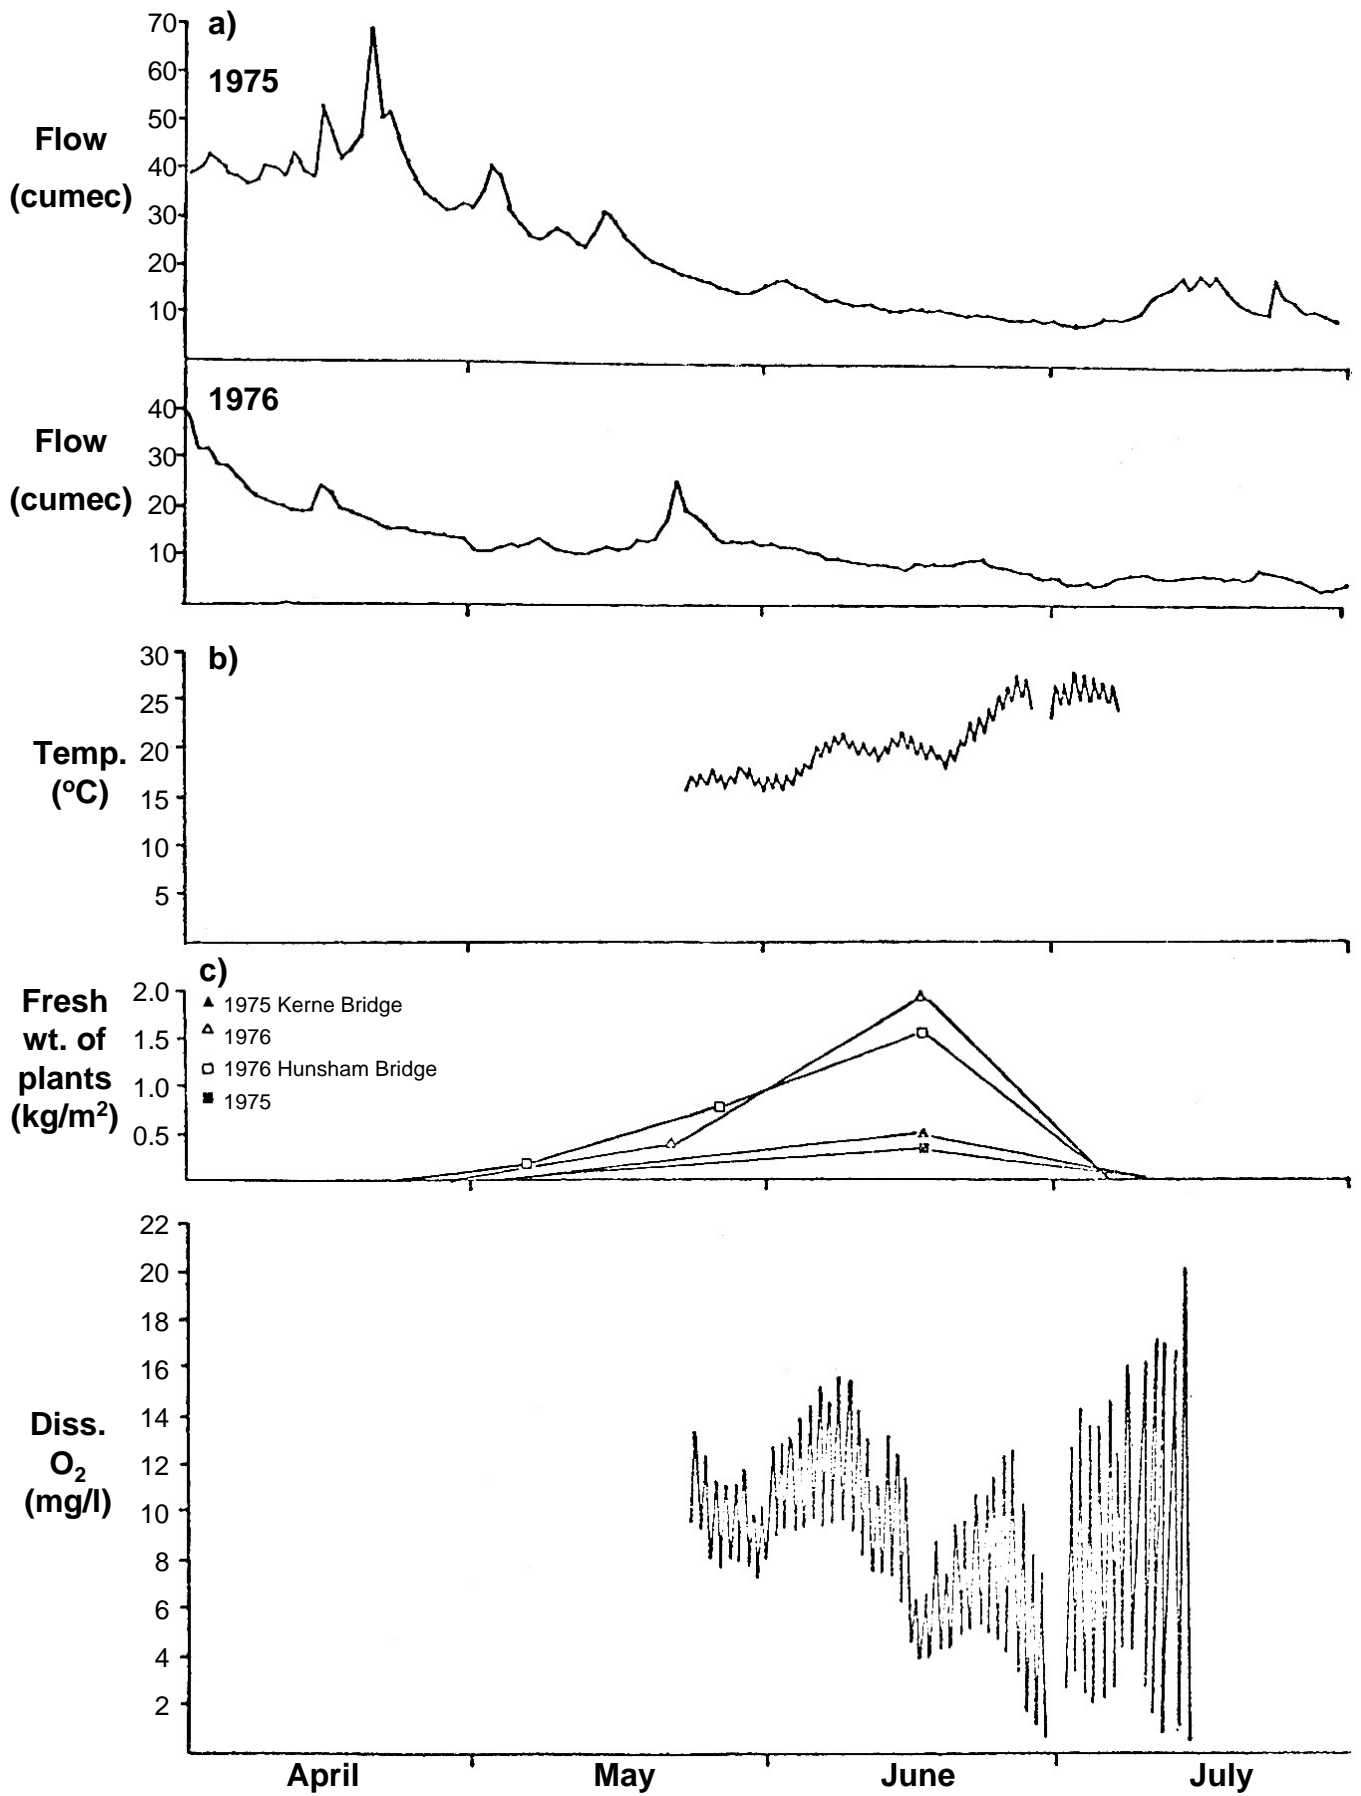 a)
1975
70
60
50
40
30
20
10
Flow
(cumec)
1976
40
30
20
10
Flow
(cumec)
b)
30
25
20
15
10
5
Temp.
(ºC)
c)
2.0
1.5
1.0
0.5
Fresh
wt. of
plants
(kg/m²)
1975 Kerne Bridge
1976
1976 Hunsham Bridge
1975
22
20
18
16
14
12
10
8
6
4
2
Diss.
O₂
(mg/l)
April May June July